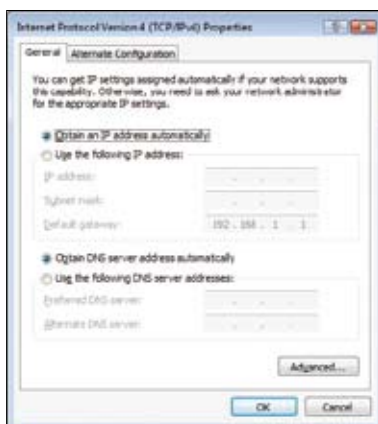 Internet Protocol Version 4 (TCP/IPv4) Properties
General
Alternate Configuration
You can get IP settings assigned automatically if your network supports
this capability. Otherwise, you need to ask your network administrator
for the appropriate IP settings.
Obtain an IP address automatically
Use the following IP address:
IP address:
Subnet mask:
Default gateway:
192 . 168 . 1 . 1
Obtain DNS server address automatically
Use the following DNS server addresses:
Preferred DNS server:
Alternate DNS server:
Advanced...
OK
Cancel